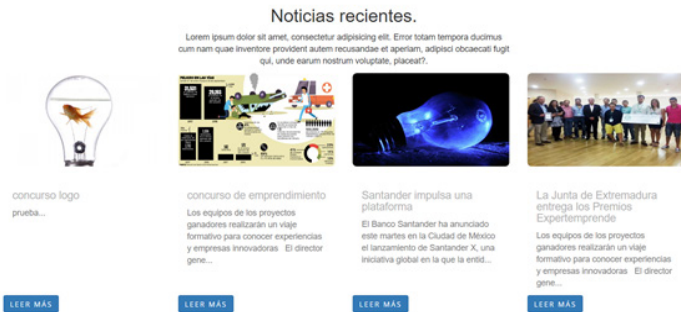 Noticias recientes.
Lorem ipsum dolor sit amet, consectetur adipisicing elit. Error totam tempora ducimus
cum nam quae inventore provident autem recusandae et aperiam, adipisci obcaecati fugit
qui, unde earum nostrum voluptate, placeat?.
concurso logo
prueba...
LEER MÁS
concurso de emprendimiento
Los equipos de los proyectos
ganadores realizarán un viaje
formativo para conocer experiencias
y empresas innovadoras El director
gene...
LEER MÁS
Santander impulsa una
plataforma
El Banco Santander ha anunciado
este martes en la Ciudad de México
el lanzamiento de Santander X, una
iniciativa global en la que la entid...
LEER MÁS
La Junta de Extremadura
entrega los Premios
Expertemprende
Los equipos de los proyectos
ganadores realizarán un viaje
formativo para conocer experiencias
y empresas innovadoras El director
gene...
LEER MÁS